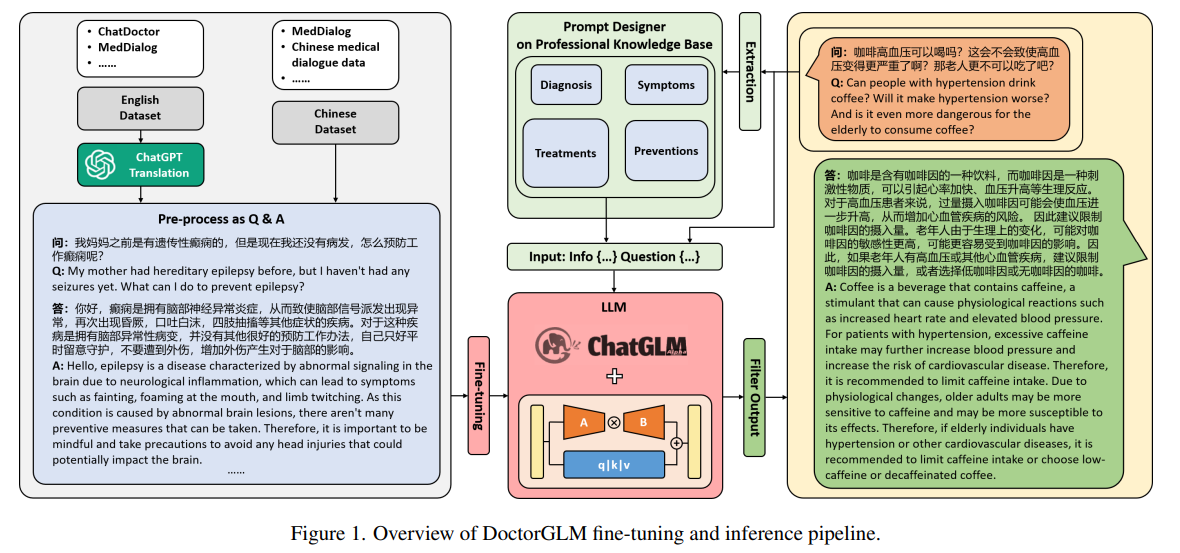 • ChatDoctor
• MedDialog
• ......
• MedDialog
• Chinese medical
dialogue data
• ......
English
Dataset
Chinese
Dataset
ChatGPT
Translation
Pre-process as Q & A
问：我妈妈之前是有遗传性癫痫的，但是现在我还没有病发，怎么预防工
作癫痫呢？
Q: My mother had hereditary epilepsy before, but I haven't had any
seizures yet. What can I do to prevent epilepsy?
答：你好，癫痫是拥有脑部神经异常炎症，从而致使脑部信号派发出现异
常，再次出现昏厥，口吐白沫，四肢抽搐等其他症状的疾病。对于这种疾
病是拥有脑部异常性病变，并没有其他很好的预防工作办法，自己只好平
时留意守护，不要遭到外伤，增加外伤产生对于脑部的影响。
A: Hello, epilepsy is a disease characterized by abnormal signaling in the
brain due to neurological inflammation, which can lead to symptoms
such as fainting, foaming at the mouth, and limb twitching. As this
condition is caused by abnormal brain lesions, there aren't many
preventive measures that can be taken. Therefore, it is important to be
mindful and take precautions to avoid any head injuries that could
potentially impact the brain.
......
Fine-tuning
Prompt Designer
on Professional Knowledge Base
Diagnosis
Symptoms
Treatments
Preventions
Extraction
Input: Info {...} Question {...}
LLM
ChatGLM
Alpha
A
B
q|k|v
Filter Output
问：咖啡高血压可以喝吗？这会不会致使高血
压变得更严重了啊？那老人更不可以吃了吧？
Q: Can people with hypertension drink
coffee? Will it make hypertension worse?
And is it even more dangerous for the
elderly to consume coffee?
答：咖啡是含有咖啡因的一种饮料，而咖啡因是一种刺
激性物质，可以引起心率加快、血压升高等生理反应。
对于高血压患者来说，过量摄入咖啡因可能会使血压进
一步升高，从而增加心血管疾病的风险。 因此建议限制
咖啡因的摄入量。老年人由于生理上的变化，可能对咖
啡因的敏感性更高，可能更容易受到咖啡因的影响。因
此，如果老年人有高血压或其他心血管疾病，建议限制
咖啡因的摄入量，或者选择低咖啡因或无咖啡因的咖啡。
A: Coffee is a beverage that contains caffeine, a
stimulant that can cause physiological reactions such
as increased heart rate and elevated blood pressure.
For patients with hypertension, excessive caffeine
intake may further increase blood pressure and
increase the risk of cardiovascular disease. Therefore,
it is recommended to limit caffeine intake. Due to
physiological changes, older adults may be more
sensitive to caffeine and may be more susceptible to
its effects. Therefore, if elderly individuals have
hypertension or other cardiovascular diseases, it is
recommended to limit caffeine intake or choose low-
caffeine or decaffeinated coffee.
Figure 1. Overview of DoctorGLM fine-tuning and inference pipeline.